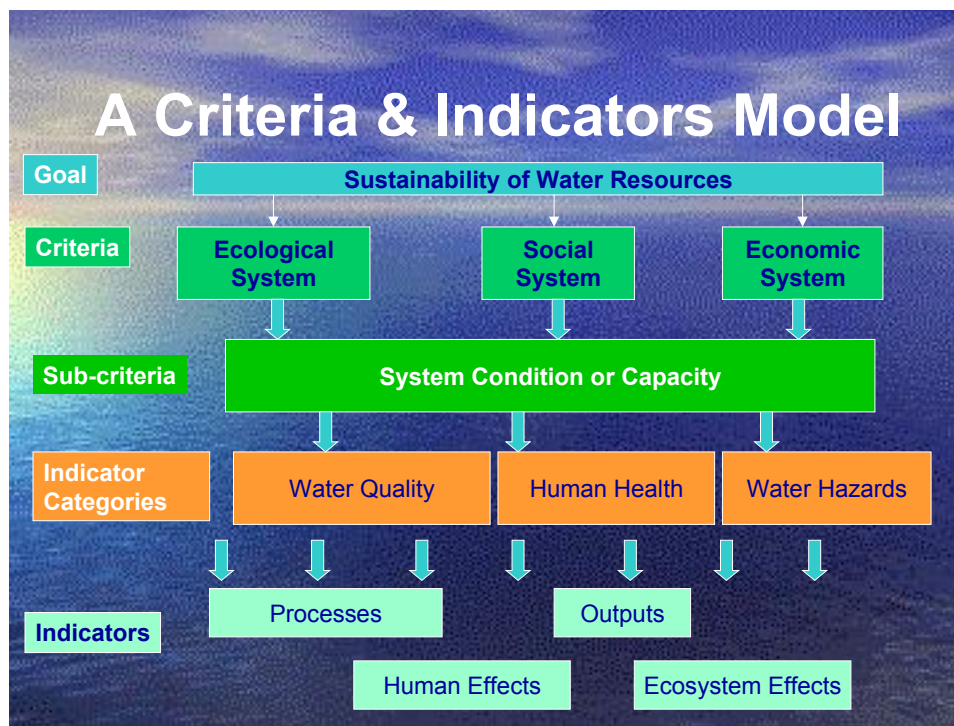 A Criteria & Indicators Model
Goal
Sustainability of Water Resources
Criteria
Ecological
System
Social
System
Economic
System
Sub-criteria
System Condition or Capacity
Indicator
Categories
Water Quality
Human Health
Water Hazards
Indicators
Processes
Outputs
Human Effects
Ecosystem Effects